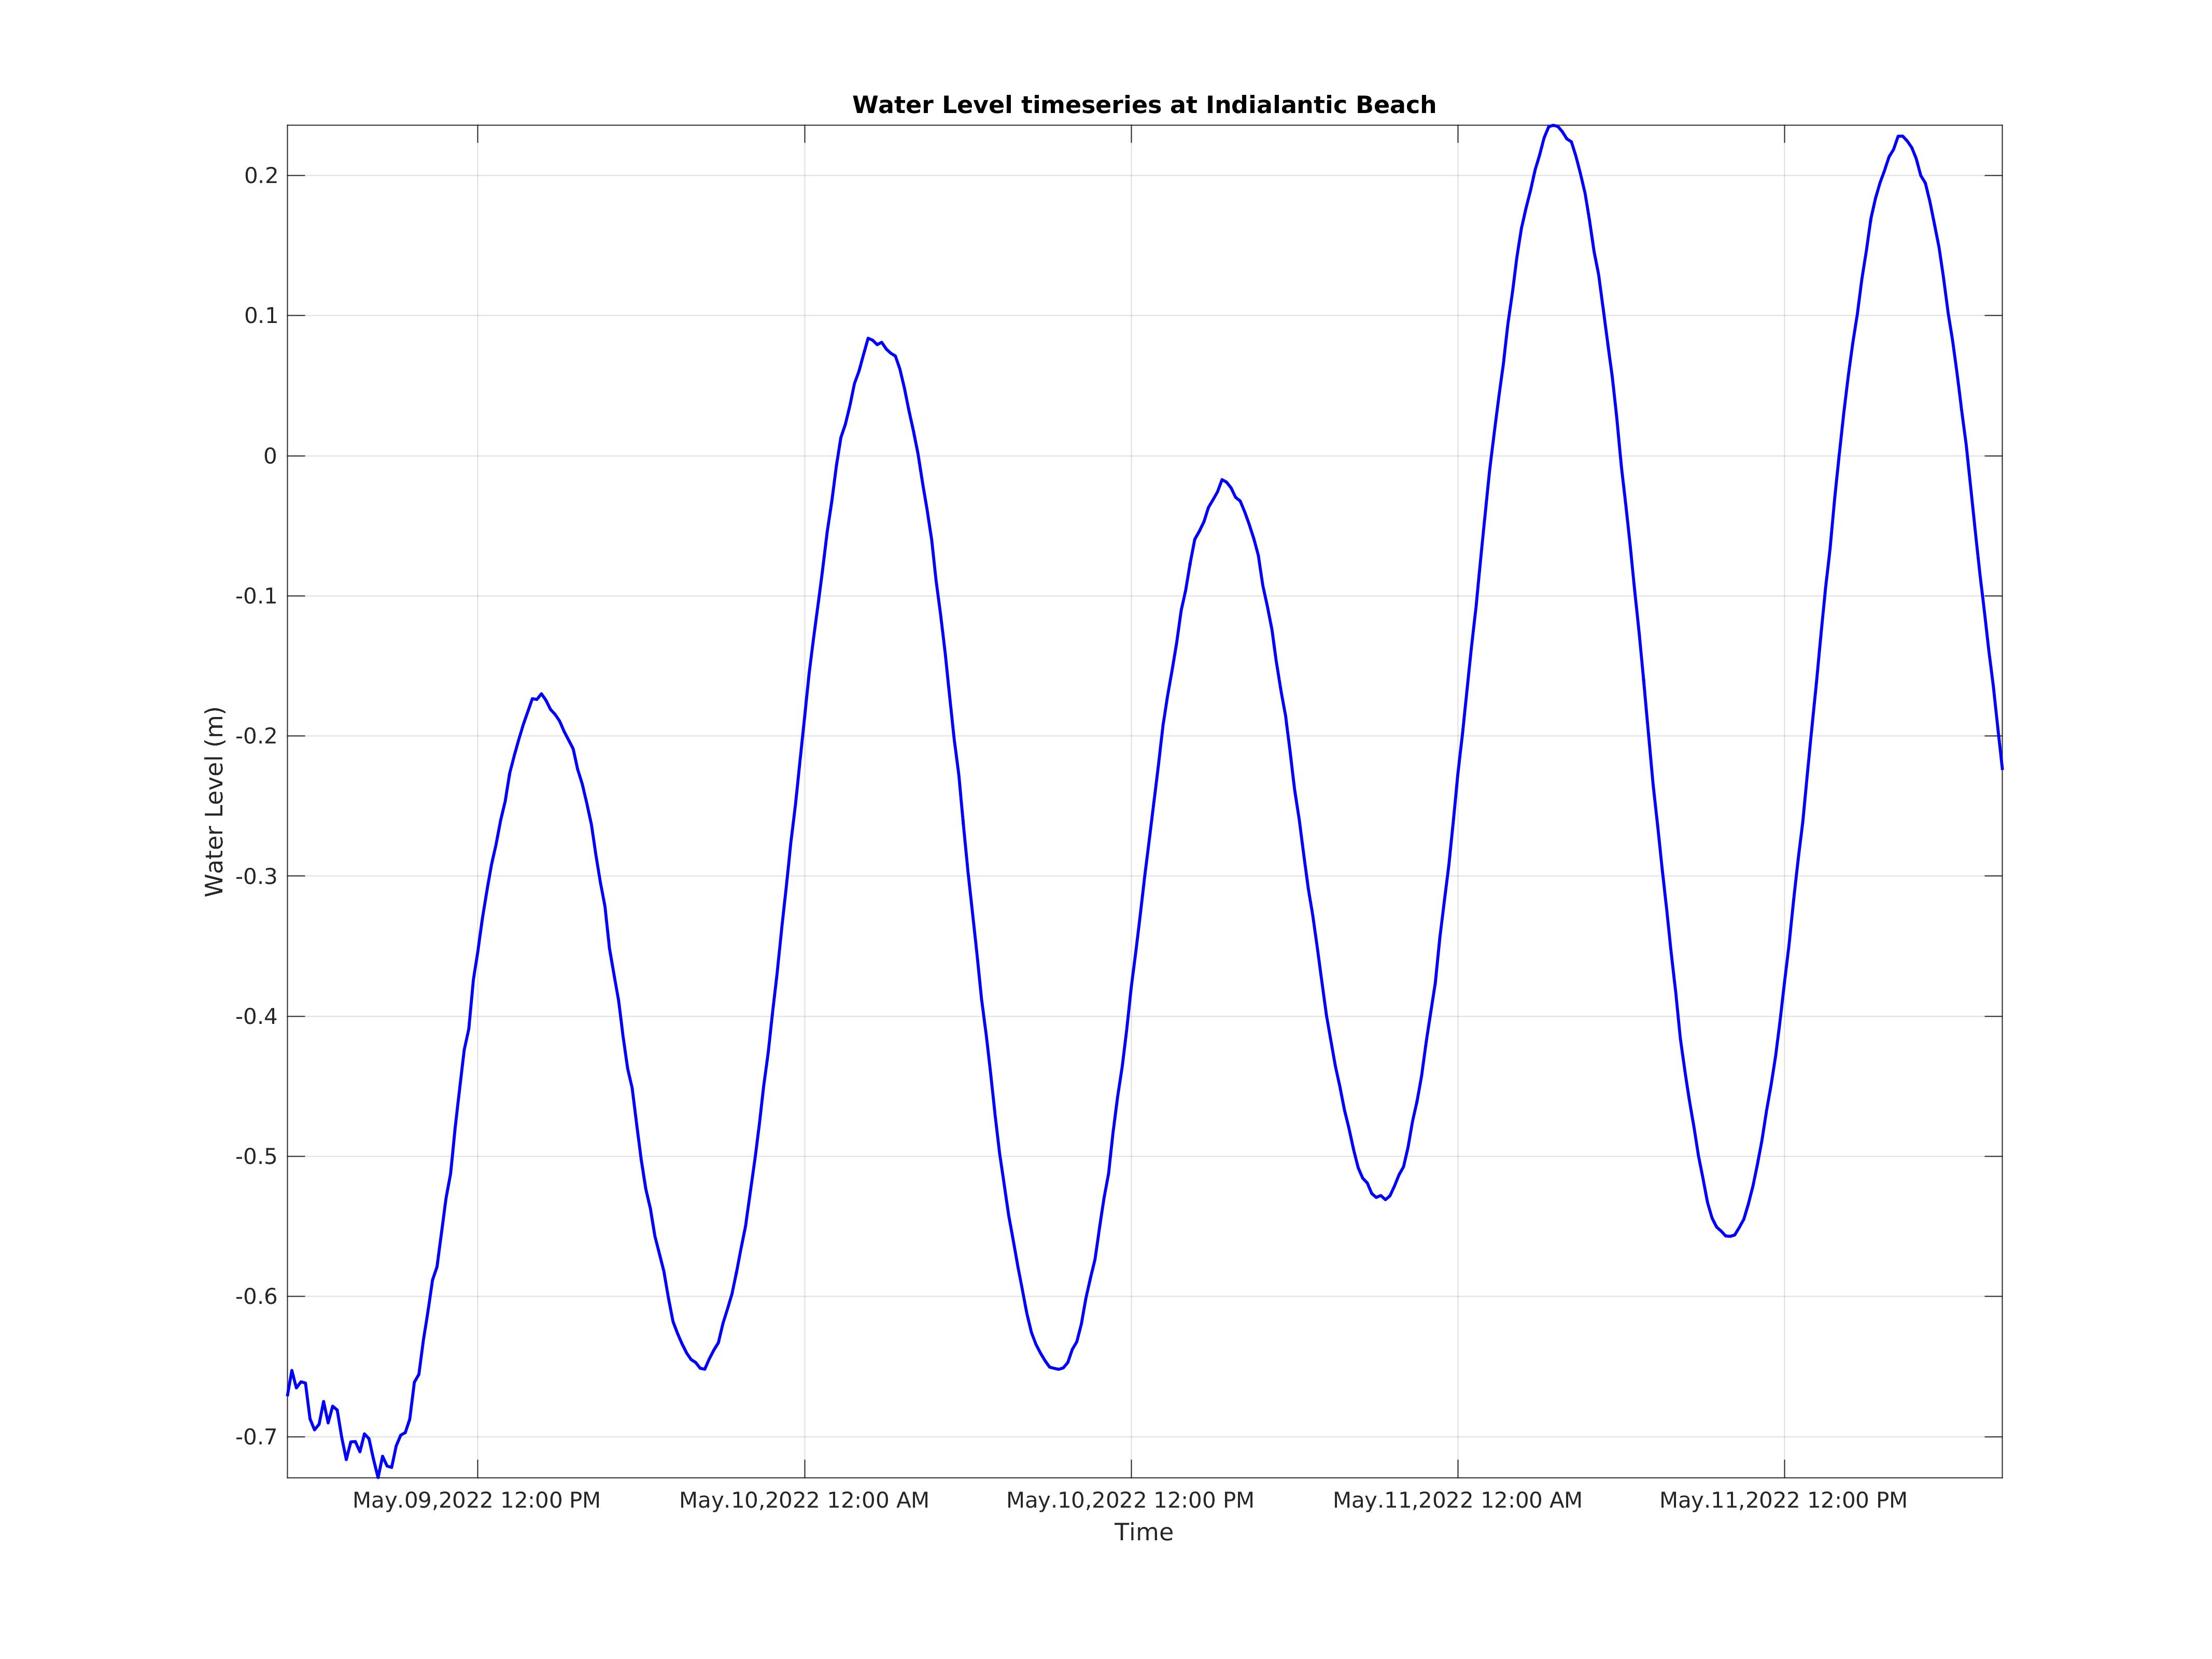 Water Level timeseries at Indialantic Beach
0.2
0.1
0
-0.1
-0.2
-0.3
-0.4
-0.5
-0.6
-0.7
Water Level (m)
May.09,2022 12:00 PM
May.10,2022 12:00 AM
May.10,2022 12:00 PM
May.11,2022 12:00 AM
May.11,2022 12:00 PM
Time